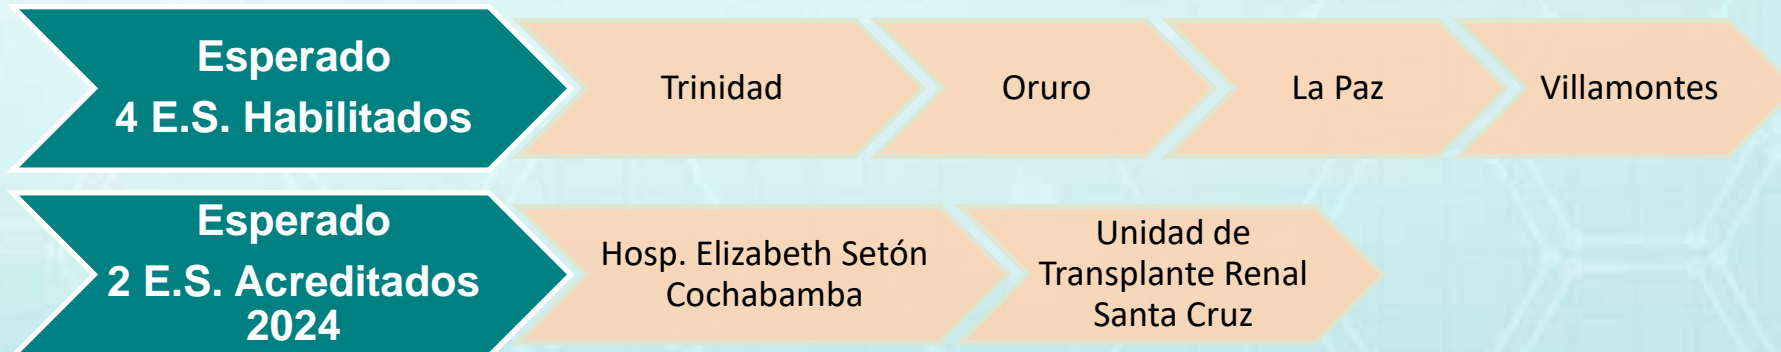 Esperado
4 E.S. Habilitados
Trinidad
Oruro
La Paz
Villamontes
Esperado
2 E.S. Acreditados
2024
Hosp. Elizabeth Setón
Cochabamba
Unidad de
Transplante Renal
Santa Cruz